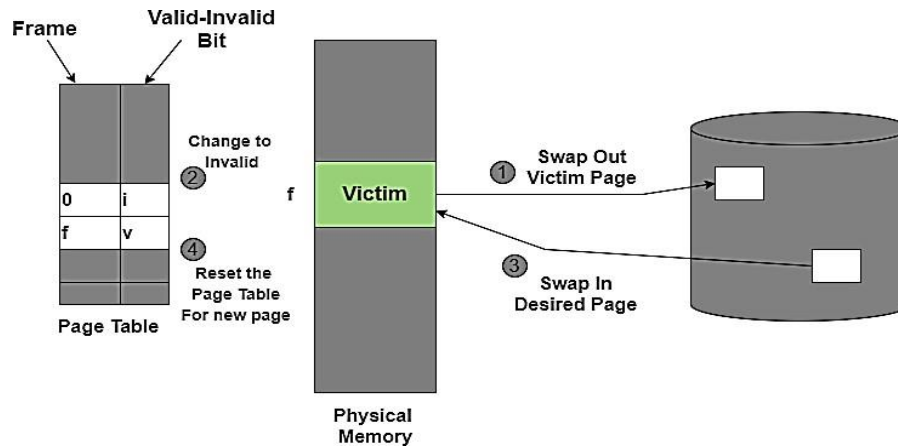 Frame
Valid-Invalid
Bit
Change to
Invalid
2
0 i
f v
4
Reset the
Page Table
For new page
Page Table
f
Victim
1
Swap Out
Victim Page
3
Swap In
Desired Page
Physical
Memory